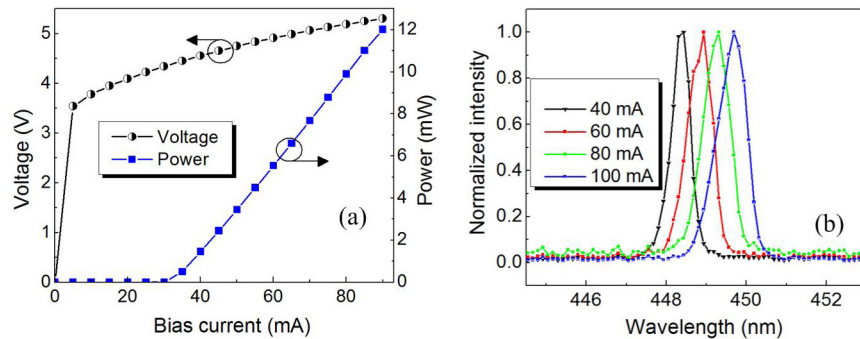 5
4
3
2
1
0
Voltage (V)
12
10
8
6
4
2
0
Power (mW)
Voltage
Power
(a)
0 20 40 60 80
Bias current (mA)
1.0
0.8
0.6
0.4
0.2
0.0
Normalized intensity
40 mA
60 mA
80 mA
100 mA
(b)
446 448 450 452
Wavelength (nm)